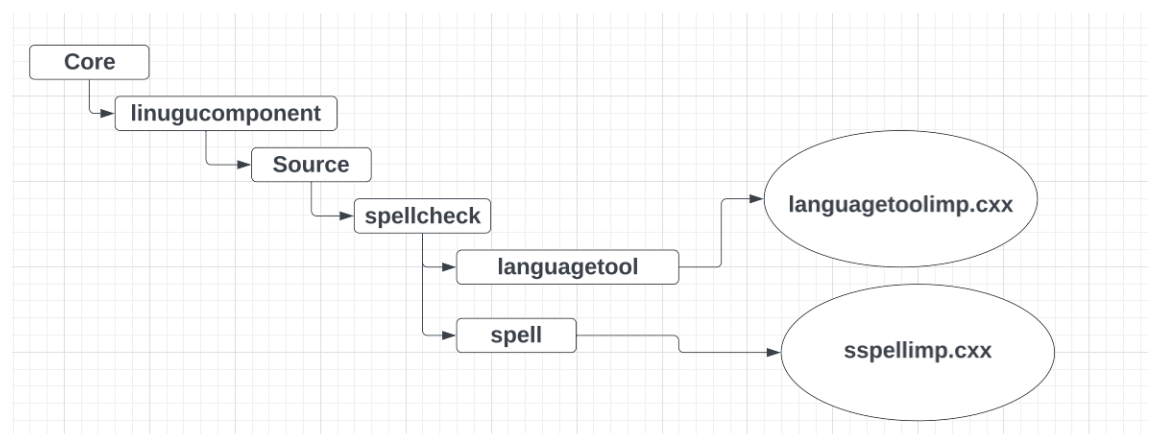 Core
linugucomponent
Source
spellcheck
languagetool
languagetoolimp.cxx
spell
sspellimp.cxx